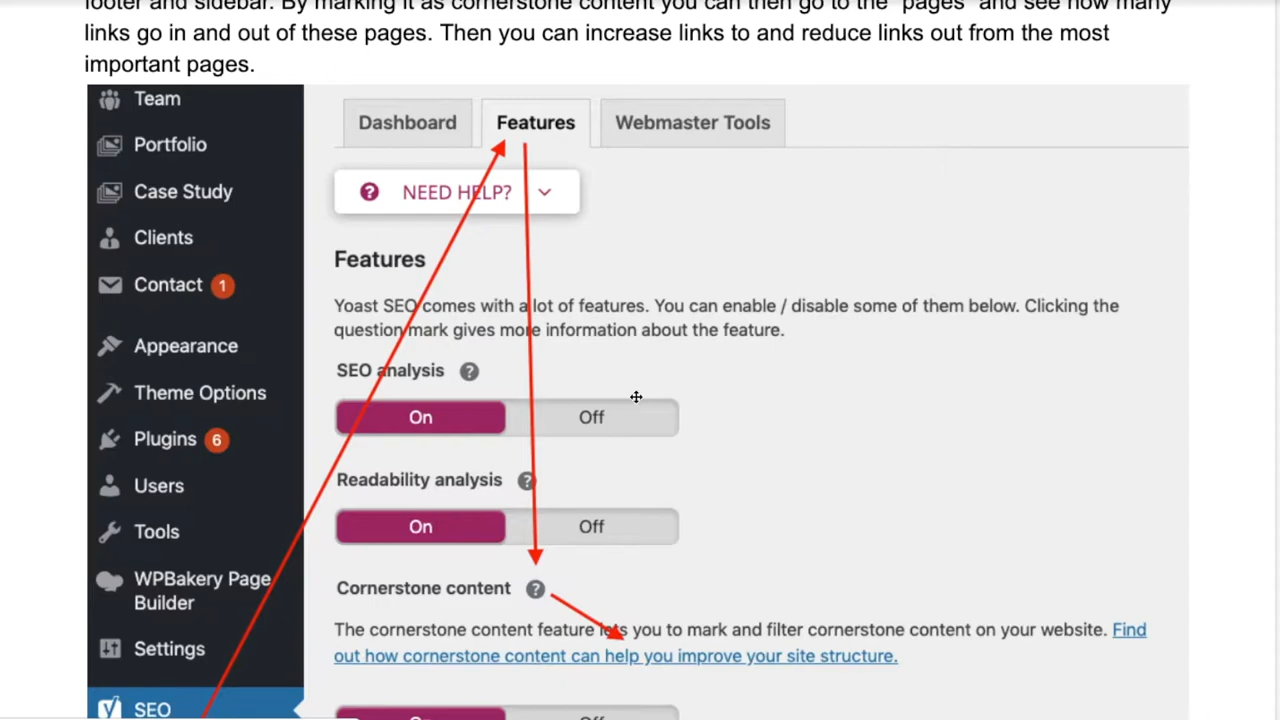 footer and sidebar. By marking it as cornerstone content you can then go to the "pages" and see how many
links go in and out of these pages. Then you can increase links to and reduce links out from the most
important pages.
Team
Portfolio
Case Study
Clients
Contact 1
Appearance
Theme Options
Plugins 6
Users
Tools
WPBakery Page
Builder
Settings
SEO
Dashboard
Features
Webmaster Tools
? NEED HELP?
Features
Yoast SEO comes with a lot of features. You can enable / disable some of them below. Clicking the
question mark gives more information about the feature.
SEO analysis ?
On Off
Readability analysis ?
On Off
Cornerstone content ?
The cornerstone content feature lets you to mark and filter cornerstone content on your website. Find
out how cornerstone content can help you improve your site structure.
On Off